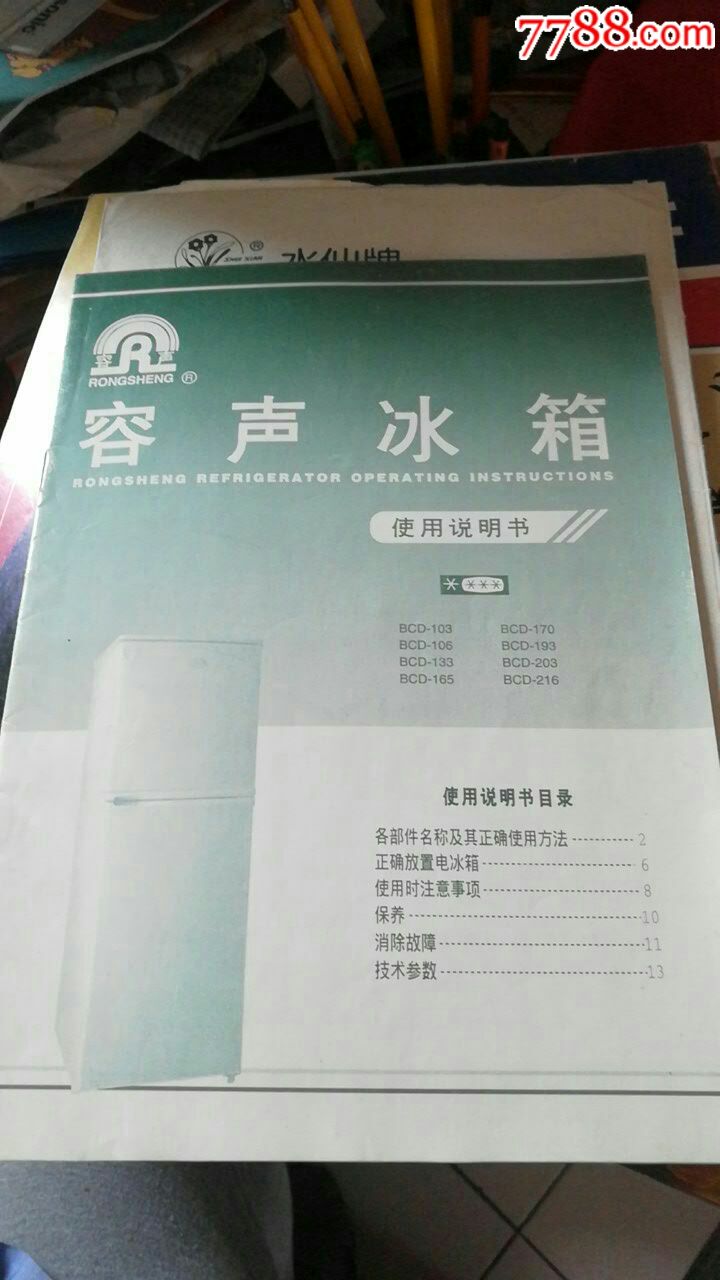 7788.com
SHUI XIAN ®
水仙牌
容声
RONGSHENG ®
容声冰箱
RONGSHENG REFRIGERATOR OPERATING INSTRUCTIONS
使用说明书
BCD-103 BCD-170
BCD-106 BCD-193
BCD-133 BCD-203
BCD-165 BCD-216
使用说明书目录
各部件名称及其正确使用方法-----------2
正确放置电冰箱-----------------------6
使用时注意事项-----------------------8
保养---------------------------------10
消除故障-----------------------------11
技术参数-----------------------------13